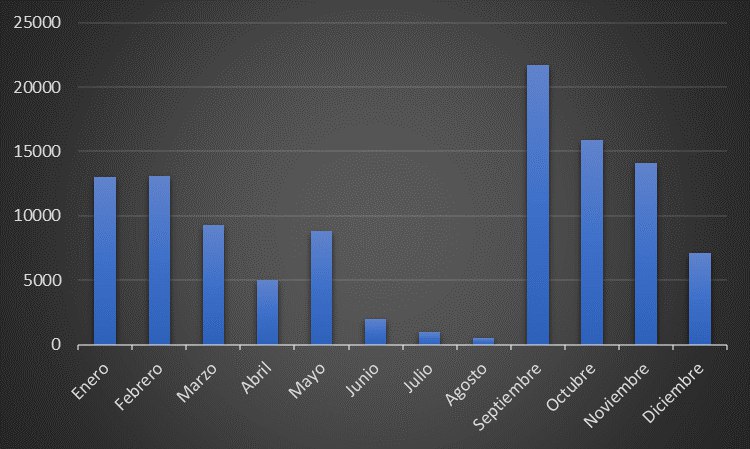 25000
20000
15000
10000
5000
0
Enero
Febrero
Marzo
Abril
Mayo
Junio
Julio
Agosto
Septiembre
Octubre
Noviembre
Diciembre